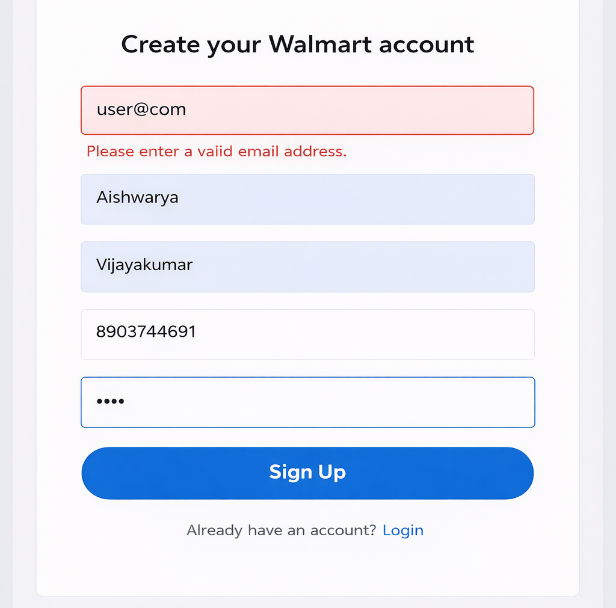 Create your Walmart account
user@com
Please enter a valid email address.
Aishwarya
Vijayakumar
8903744691
••••
Sign Up
Already have an account? Login